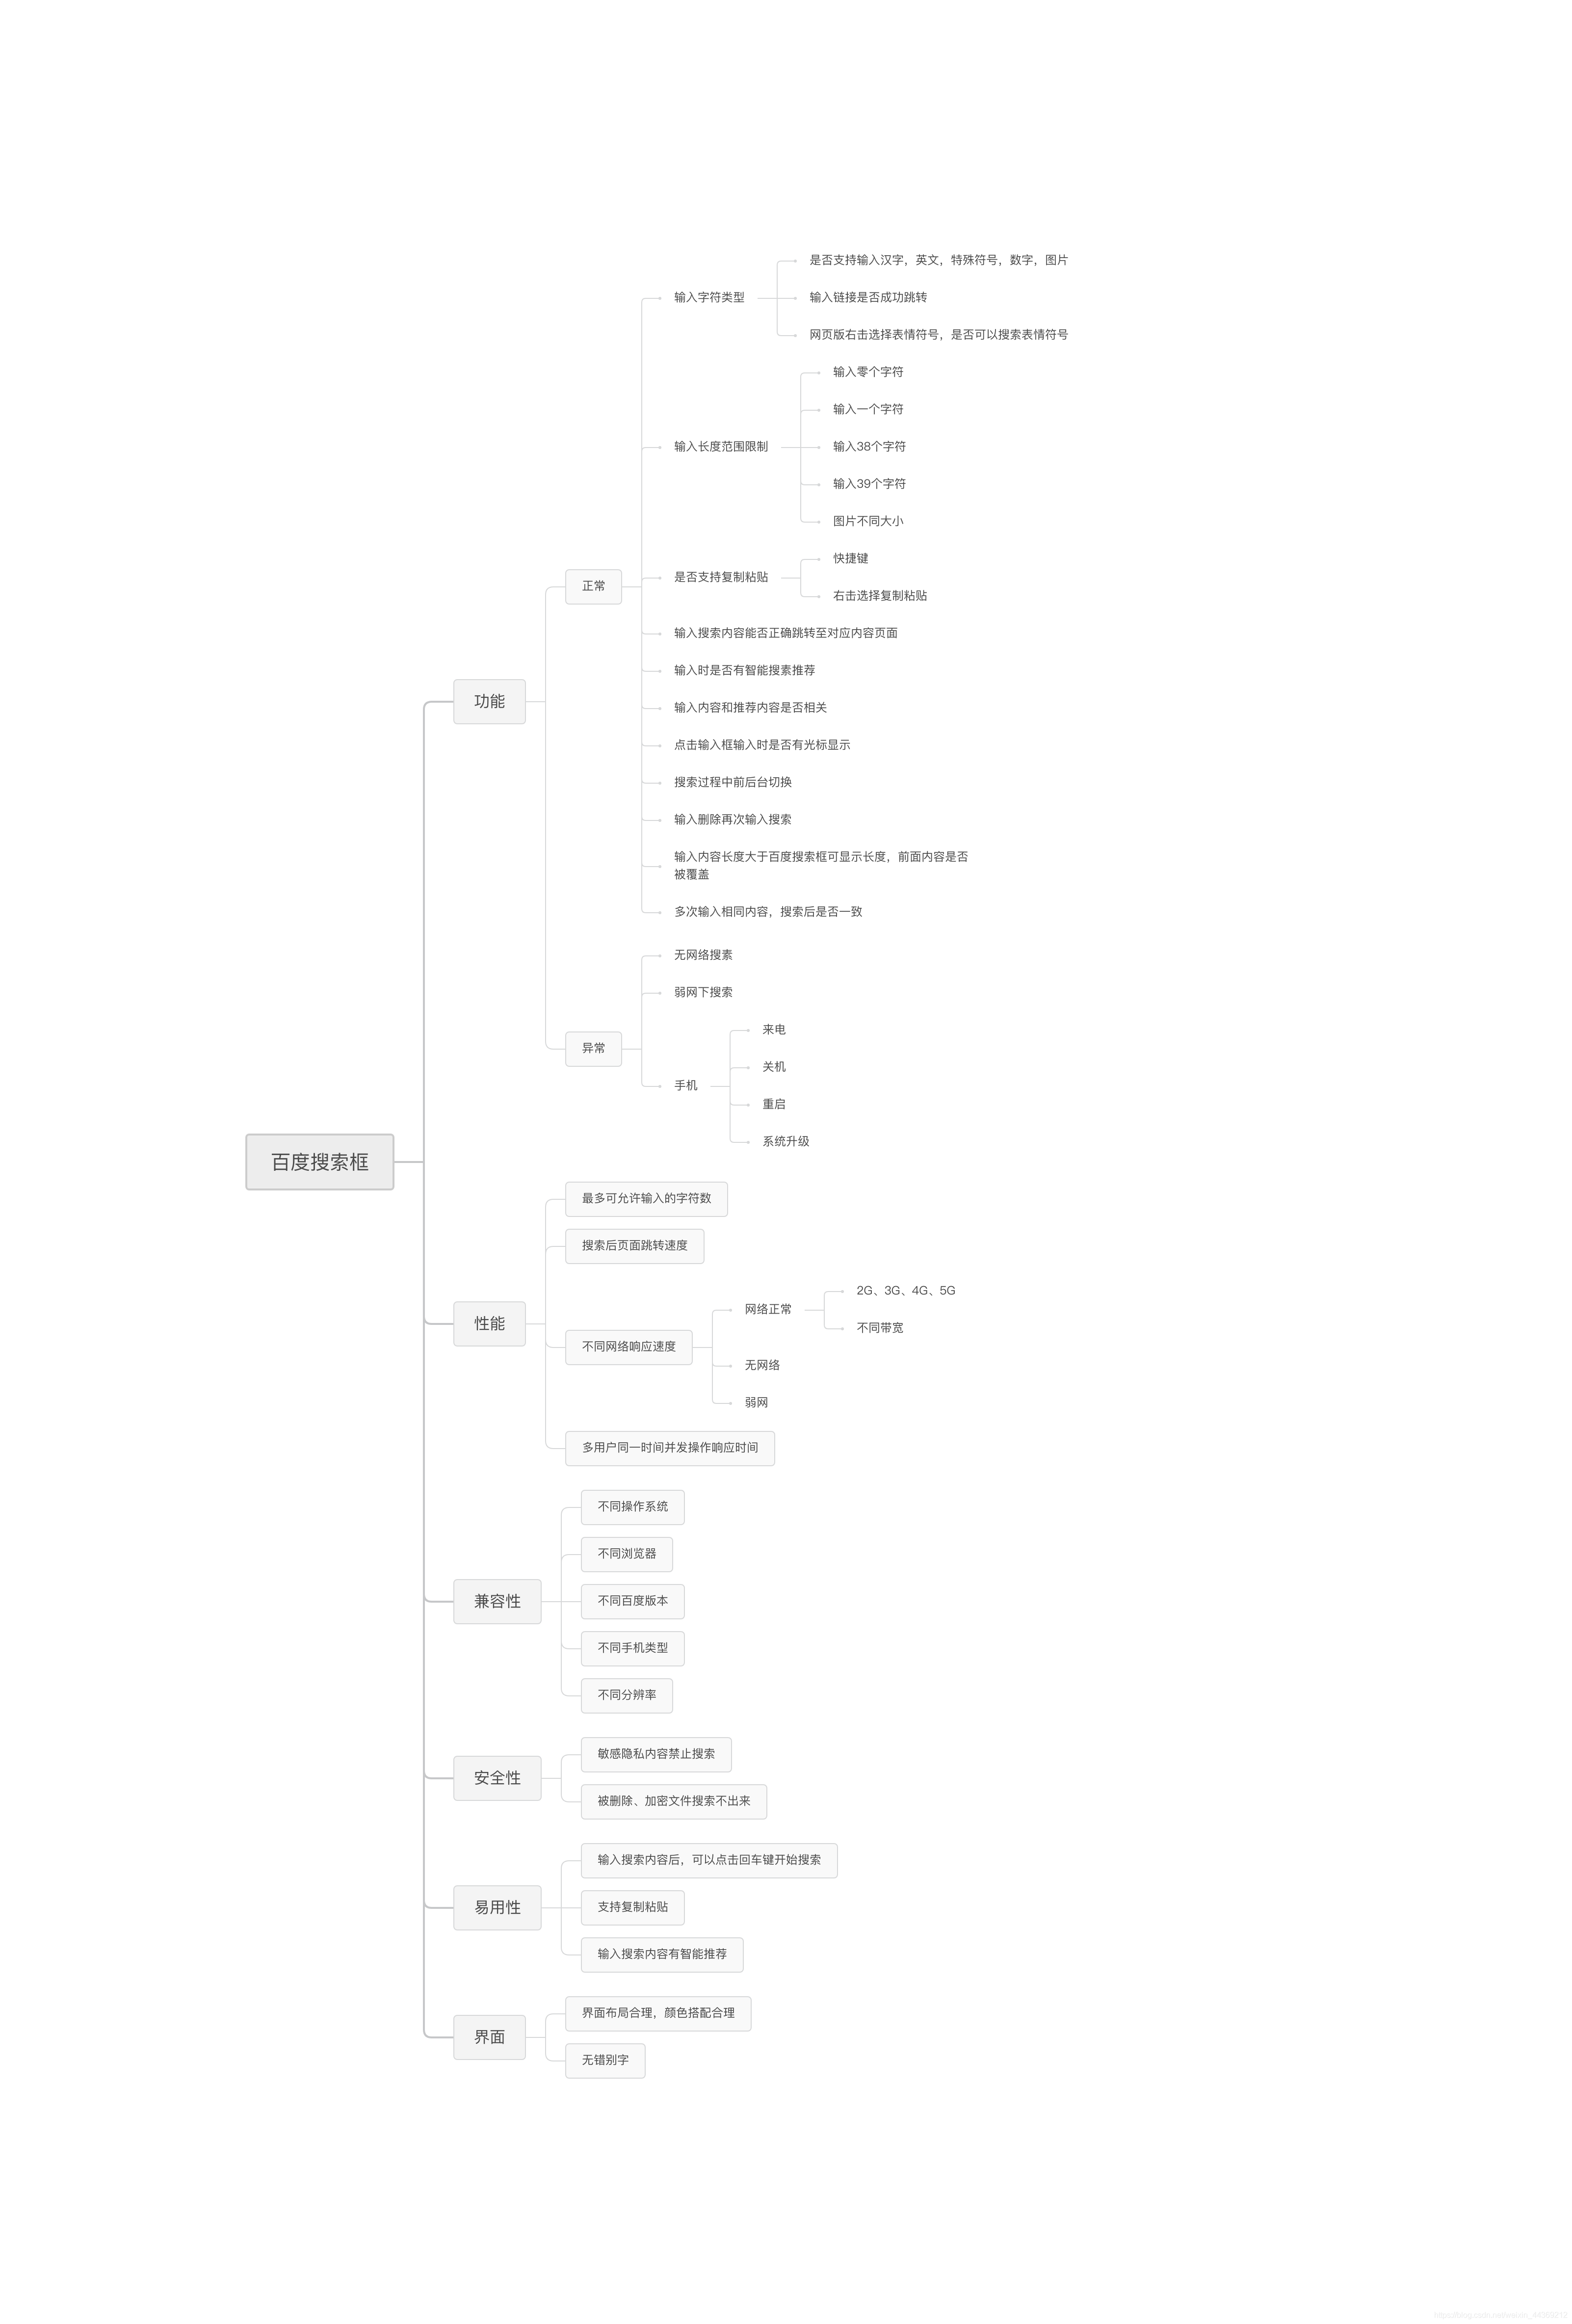 百度搜索框
功能
正常
输入字符类型
是否支持输入汉字，英文，特殊符号，数字，图片
输入链接是否成功跳转
网页版右击选择表情符号，是否可以搜索表情符号
输入长度范围限制
输入零个字符
输入一个字符
输入38个字符
输入39个字符
图片不同大小
是否支持复制粘贴
快捷键
右击选择复制粘贴
输入搜索内容能否正确跳转至对应内容页面
输入时是否有智能搜素推荐
输入内容和推荐内容是否相关
点击输入框输入时是否有光标显示
搜索过程中前后台切换
输入删除再次输入搜索
输入内容长度大于百度搜索框可显示长度，前面内容是否
被覆盖
多次输入相同内容，搜索后是否一致
异常
无网络搜素
弱网下搜索
手机
来电
关机
重启
系统升级
性能
最多可允许输入的字符数
搜索后页面跳转速度
不同网络响应速度
网络正常
2G、3G、4G、5G
不同带宽
无网络
弱网
多用户同一时间并发操作响应时间
兼容性
不同操作系统
不同浏览器
不同百度版本
不同手机类型
不同分辨率
安全性
敏感隐私内容禁止搜索
被删除、加密文件搜索不出来
易用性
输入搜索内容后，可以点击回车键开始搜索
支持复制粘贴
输入搜索内容有智能推荐
界面
界面布局合理，颜色搭配合理
无错别字